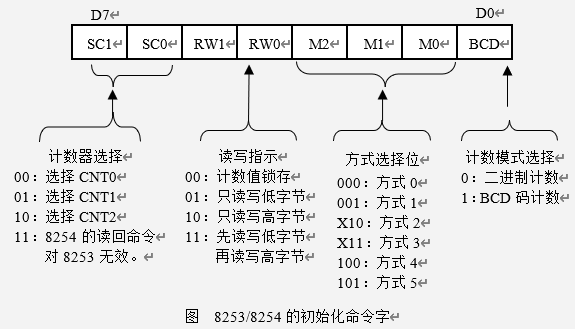 D7 D0
SC1 SC0 RW1 RW0 M2 M1 M0 BCD
计数器选择
00：选择 CNT0
01：选择 CNT1
10：选择 CNT2
11：8254 的读回命令
对 8253 无效。
读写指示
00：计数值锁存
01：只读写低字节
10：只读写高字节
11：先读写低字节
再读写高字节
方式选择位
000：方式 0
001：方式 1
X10：方式 2
X11：方式 3
100：方式 4
101：方式 5
计数模式选择
0：二进制计数
1：BCD 码计数
图 8253/8254 的初始化命令字